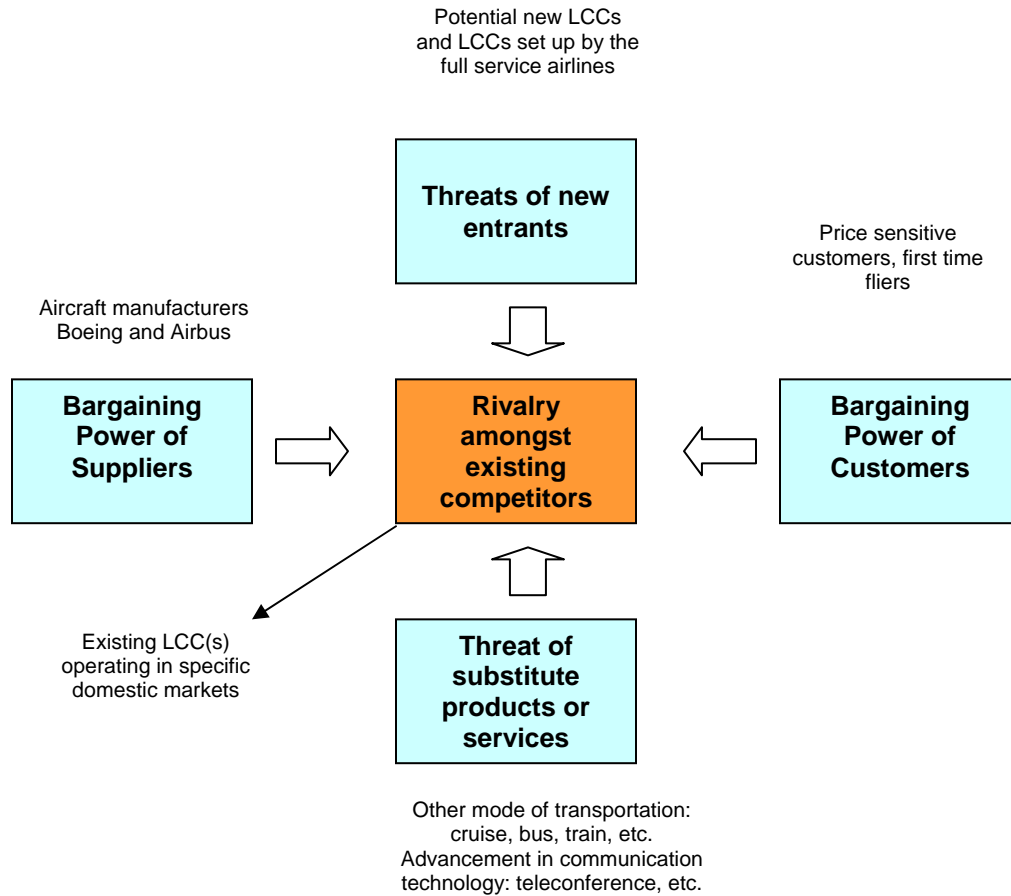 Potential new LCCs
and LCCs set up by the
full service airlines
Threats of new
entrants
Price sensitive
customers, first time
fliers
Aircraft manufacturers
Boeing and Airbus
Bargaining
Power of
Suppliers
Rivalry
amongst
existing
competitors
Bargaining
Power of
Customers
Existing LCC(s)
operating in specific
domestic markets
Threat of
substitute
products or
services
Other mode of transportation:
cruise, bus, train, etc.
Advancement in communication
technology: teleconference, etc.